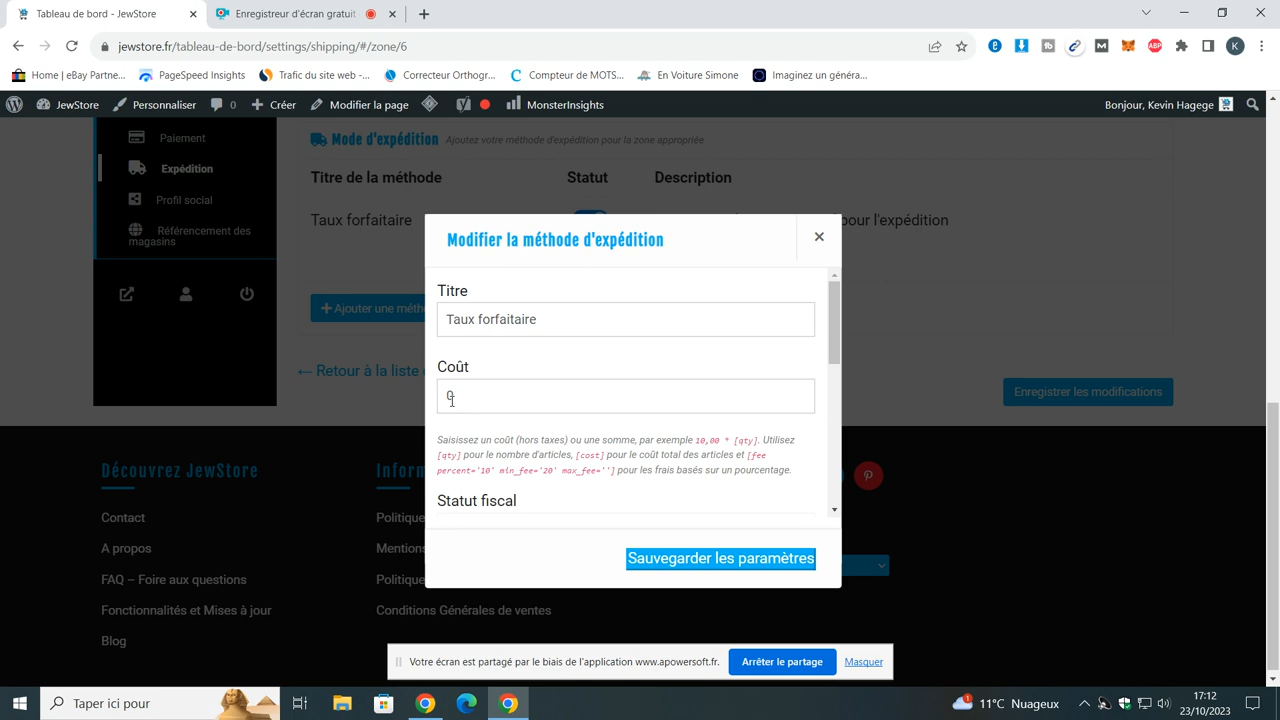 Tableau de bord - JewStore
Enregistreur d'écran gratuit
jewstore.fr/tableau-de-bord/settings/shipping/#/zone/6
K
Home | eBay Partne...
PageSpeed Insights
Trafic du site web -...
Correcteur Orthogr...
Compteur de MOTS...
En Voiture Simone
Imaginez un généra...
JewStore
Personnaliser
0
Créer
Modifier la page
MonsterInsights
Bonjour, Kevin Hagege
Paiement
Expédition
Profil social
Référencement des
magasins
Mode d'expédition
Ajoutez votre méthode d'expédition pour la zone appropriée
Titre de la méthode
Statut
Description
Taux forfaitaire
pour l'expédition
Ajouter une méth
← Retour à la liste
Enregistrer les modifications
Modifier la méthode d'expédition
×
Titre
Taux forfaitaire
Coût
0
Saisissez un coût (hors taxes) ou une somme, par exemple 10,00 * [qty]. Utilisez
[qty] pour le nombre d'articles, [cost] pour le coût total des articles et [fee
percent='10' min_fee='20' max_fee=''] pour les frais basés sur un pourcentage.
Statut fiscal
Sauvegarder les paramètres
Découvrez JewStore
Contact
A propos
FAQ – Foire aux questions
Fonctionnalités et Mises à jour
Blog
Inform
Politique
Mentions
Politique
Conditions Générales de ventes
Votre écran est partagé par le biais de l'application www.apowersoft.fr.
Arrêter le partage
Masquer
Taper ici pour
11°C Nuageux
17:12
23/10/2023